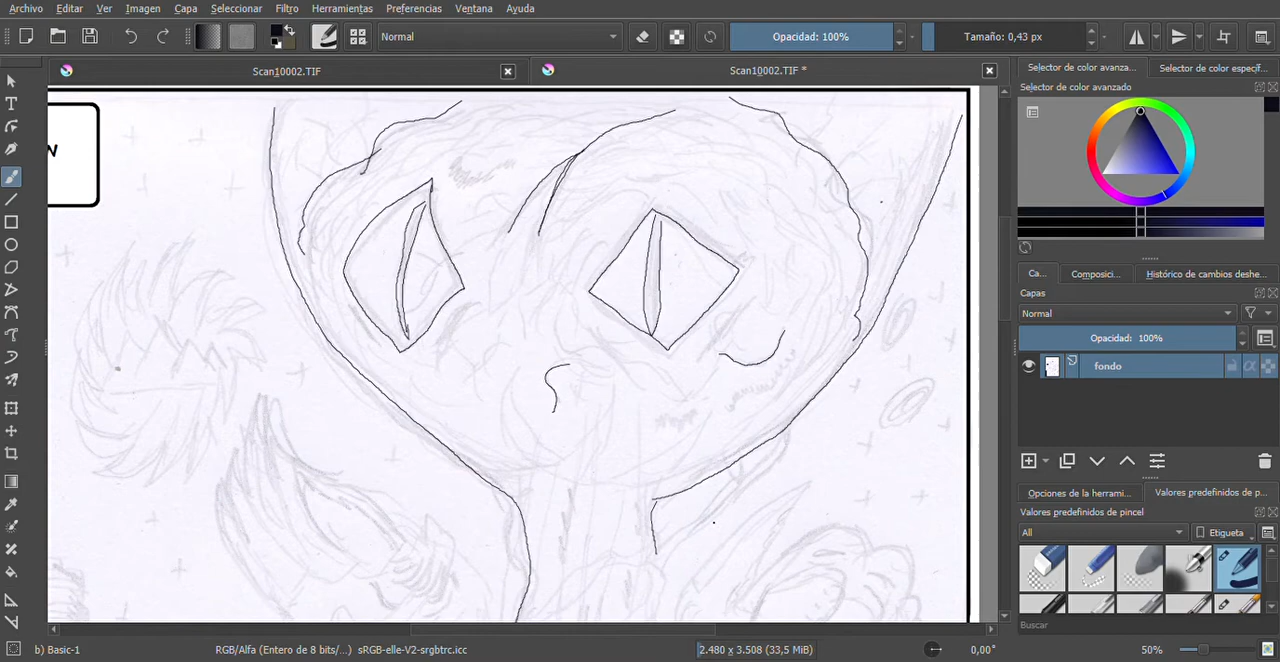 Archivo Editar Ver Imagen Capa Seleccionar Filtro Herramientas Preferencias Ventana Ayuda
Normal Opacidad: 100% Tamaño: 0,43 px
Scan10002.TIF Scan10002.TIF *
Selector de color avanza... Selector de color específ...
Selector de color avanzado
N
Ca... Composici... Histórico de cambios deshe...
Capas
Normal
Opacidad: 100%
fondo
Opciones de la herrami... Valores predefinidos de p...
Valores predefinidos de pincel
All Etiqueta
Buscar
b) Basic-1 RGB/Alfa (Entero de 8 bits/...) sRGB-elle-V2-srgbtrc.icc 2.480 x 3.508 (33,5 MiB) 0,00° 50%